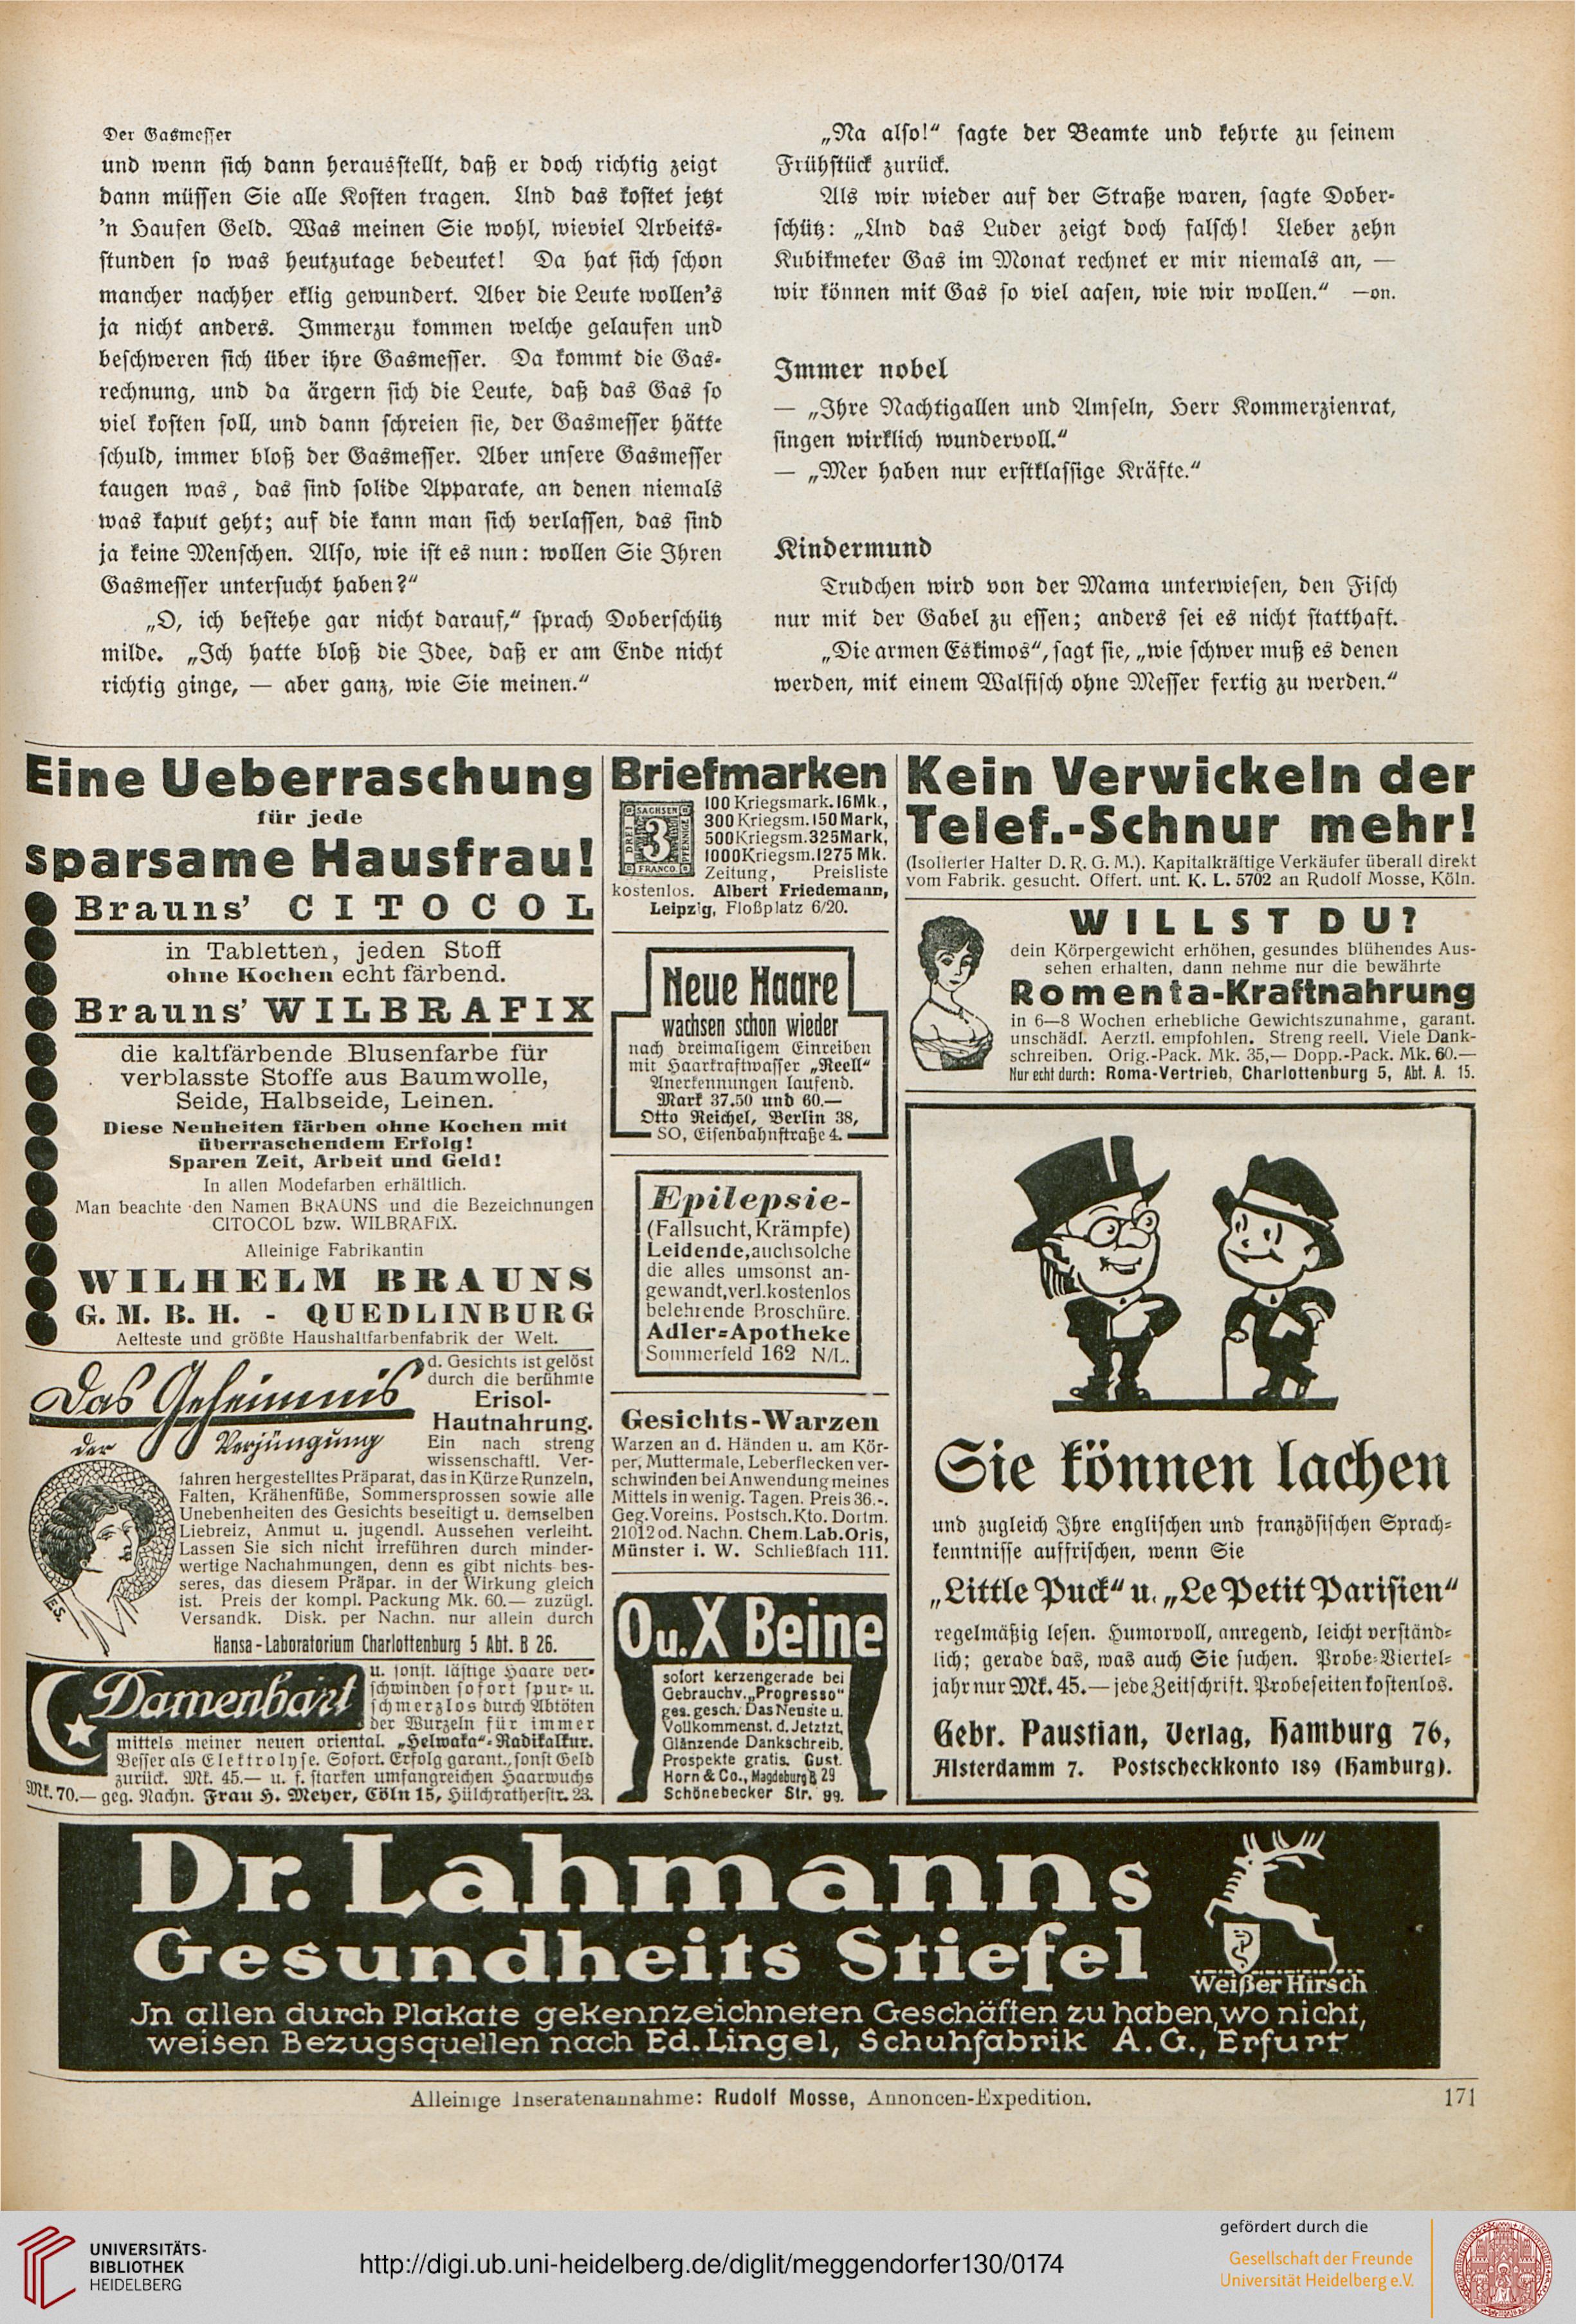 Der Gasmesser
und wenn sich dann herausstellt, daß er doch richtig zeigt
dann müssen Sie alle Kosten tragen. Und das kostet jetzt
'n Haufen Geld. Was meinen Sie wohl, wieviel Arbeits-
stunden so was heutzutage bedeutet! Da hat sich schon
mancher nachher eklig gewundert. Aber die Leute wollen's
ja nicht anders. Immerzu kommen welche gelaufen und
beschweren sich über ihre Gasmesser. Da kommt die Gas-
rechnung, und da ärgern sich die Leute, daß das Gas so
viel kosten soll, und dann schreien sie, der Gasmesser hätte
schuld, immer bloß der Gasmesser. Aber unsere Gasmesser
taugen was, das sind solide Apparate, an denen niemals
was kaput geht; auf die kann man sich verlassen, das sind
ja keine Menschen. Also, wie ist es nun: wollen Sie Ihren
Gasmesser untersucht haben?“
„O, ich bestehe gar nicht darauf,“ sprach Doberschütz
milde. „Ich hatte bloß die Idee, daß er am Ende nicht
richtig ginge, — aber ganz, wie Sie meinen.“
„Na also!“ sagte der Beamte und kehrte zu seinem
Frühstück zurück.
Als wir wieder auf der Straße waren, sagte Dober-
schütz: „Und das Luder zeigt doch falsch! Ueber zehn
Kubikmeter Gas im Monat rechnet er mir niemals an, —
wir können mit Gas so viel aasen, wie wir wollen.“ —on.
Immer nobel
— „Ihre Nachtigallen und Amseln, Herr Kommerzienrat,
singen wirklich wundervoll.“
— „Mer haben nur erstklassige Kräfte.“
Kindermund
Trudchen wird von der Mama unterwiesen, den Fisch
nur mit der Gabel zu essen; anders sei es nicht statthaft.
„Die armen Eskimos“, sagt sie, „wie schwer muß es denen
werden, mit einem Walfisch ohne Messer fertig zu werden.“
Eine Ueberraschung
für jede
sparsame Hausfrau!
Brauns' CITOCOL
in Tabletten, jeden Stoff
ohne Kochen echt färbend.
Brauns' WILBRAFIX
die kaltfärbende Blusenfarbe für
verblasste Stoffe aus Baumwolle,
Seide, Halbseide, Leinen.
Diese Neuheiten färben ohne Kochen mit
überraschendem Erfolg!
Sparen Zeit, Arbeit und Geld!
In allen Modefarben erhältlich.
Man beachte den Namen BRAUNS und die Bezeichnungen
CITOCOL bzw. WILBRAFIX.
Alleinige Fabrikantin
WILHELM BRAUNS
G. M. B. H. - QUEDLINBURG
Aelteste und größte Haushaltfarbenfabrik der Welt.
Das Geheimnis
der Verjüngung
d. Gesichts ist gelöst
durch die berühmte
Erisol-
Hautnahrung.
Ein nach streng
wissenschaftl. Ver-
fahren hergestelltes Präparat, das in Kürze Runzeln,
Falten, Krähenfüße, Sommersprossen sowie alle
Unebenheiten des Gesichts beseitigt u. demselben
Liebreiz, Anmut u. jugendl. Aussehen verleiht.
Lassen Sie sich nicht irreführen durch minder-
wertige Nachahmungen, denn es gibt nichts bes-
seres, das diesem Präpar. in der Wirkung gleich
ist. Preis der kompl. Packung Mk. 60.— zuzügl.
Versandk. Disk. per Nachn. nur allein durch
Hansa-Laboratorium Charlottenburg 5 Abt. B 26.
E.S.
Damenbart
u. sonst. lästige Haare ver-
schwinden sofort spur- u.
schmerzlos durch Abtöten
der Wurzeln für immer
mittels meiner neuen oriental. „Helwaka“-Radikalkur.
Besser als Elektrolyse. Sofort. Erfolg garant., sonst Geld
zurück. Mk. 45.— u. f. starken umfangreichen Haarwuchs
Mk. 70.— geg. Nachn. Frau H. Meyer, Cöln 15, Hülchratherstr. 23.
Briefmarken
SACHSEN
DREI
3
PFENNIGE
FRANCO
100 Kriegsmark. 16 Mk.,
300 Kriegsm. 150 Mark,
500 Kriegsm. 325 Mark,
1000 Kriegsm. 1275 Mk.
Zeitung, Preisliste
kostenlos. Albert Friedemann,
Leipzig, Floßplatz 6/20.
Neue Haare
wachsen schon wieder
nach dreimaligem Einreiben
mit Haarkraftwasser „Reell“
Anerkennungen laufend.
Mark 37.50 und 60.—
Otto Reichel, Berlin 38,
SO, Eisenbahnstraße 4.
Epilepsie-
(Fallsucht, Krämpfe)
Leidende, auch solche
die alles umsonst an-
gewandt, verl. kostenlos
belehrende Broschüre.
Adler-Apotheke
Sommerfeld 162 N/L.
Gesichts-Warzen
Warzen an d. Händen u. am Kör-
per, Muttermale, Leberflecken ver-
schwinden bei Anwendung meines
Mittels in wenig. Tagen. Preis 36.-.
Geg. Voreins. Postsch. Kto. Dortm.
21012 od. Nachn. Chem. Lab. Oris,
Münster i. W. Schließfach 111.
O u. X Beine
sofort kerzengerade bei
Gebrauch v. „Progresso“
ges. gesch. Das Neuste u.
Vollkommenst. d. Jetztzt.
Glänzende Dankschreib.
Prospekte gratis. Gust.
Horn & Co., Magdeburg B 29
Schönebecker Str. 99.
Kein Verwickeln der
Telef.-Schnur mehr!
(Isolierter Halter D. R. G. M.). Kapitalkräftige Verkäufer überall direkt
vom Fabrik. gesucht. Offert. unt. K. L. 5702 an Rudolf Mosse, Köln.
WILLST DU?
dein Körpergewicht erhöhen, gesundes blühendes Aus-
sehen erhalten, dann nehme nur die bewährte
Romenta-Kraftnahrung
in 6—8 Wochen erhebliche Gewichtszunahme, garant.
unschädl. Aerztl. empfohlen. Streng reell. Viele Dank-
schreiben. Orig.-Pack. Mk. 35,— Dopp.-Pack. Mk. 60.—
Nur echt durch: Roma-Vertrieb, Charlottenburg 5, Abt. A. 15.
Sie können lachen
und zugleich Ihre englischen und französischen Sprach-
kenntnisse auffrischen, wenn Sie
„Little Puck“ u. „Le Petit Parisien“
regelmäßig lesen. Humorvoll, anregend, leicht verständ-
lich; gerade das, was auch Sie suchen. Probe-Viertel-
jahr nur Mk. 45.— jede Zeitschrift. Probeseiten kostenlos.
Gebr. Paustian, Verlag, Hamburg 76,
Alsterdamm 7. Postscheckkonto 189 (Hamburg).
Dr. Lahmanns
Gesundheits Stiefel
Weißer Hirsch
In allen durch Plakate gekennzeichneten Geschäften zu haben, wo nicht,
weisen Bezugsquellen nach Ed. Lingel, Schuhfabrik A. G., Erfurt
Alleinige Inseratenannahme: Rudolf Mosse, Annoncen-Expedition.
171
UNIVERSITÄTS-
BIBLIOTHEK
HEIDELBERG
http://digi.ub.uni-heidelberg.de/diglit/meggendorfer130/0174
gefördert durch die
Gesellschaft der Freunde
Universität Heidelberg e.V.